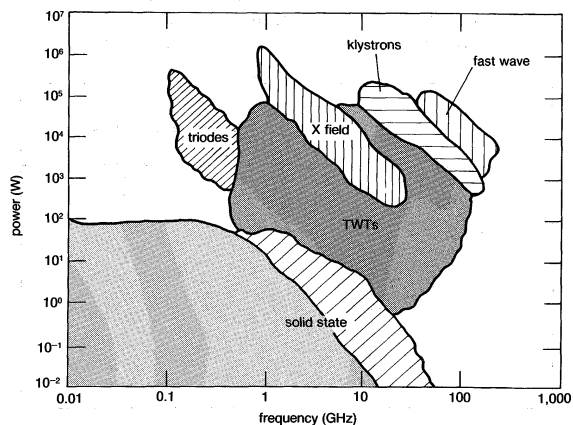 klystrons
fast wave
triodes
X field
TWTs
solid state
power (W)
10⁷
10⁶
10⁵
10⁴
10³
10²
10¹
10⁰
10⁻¹
10⁻²
0.01 0.1 1 10 100 1,000
frequency (GHz)